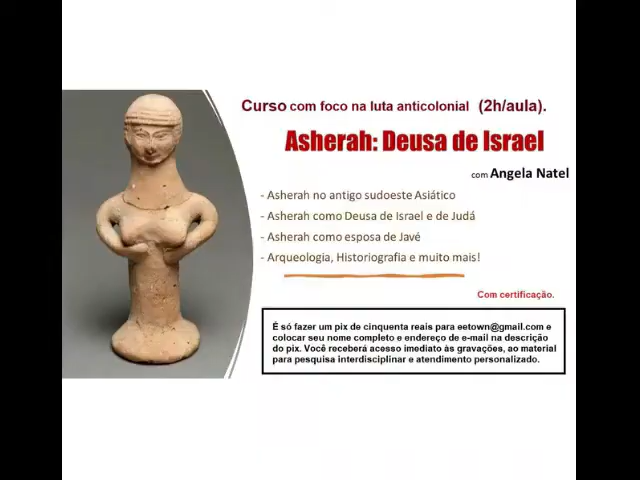 Curso com foco na luta anticolonial (2h/aula).
Asherah: Deusa de Israel
com Angela Natel
- Asherah no antigo sudoeste Asiático
- Asherah como Deusa de Israel e de Judá
- Asherah como esposa de Javé
- Arqueologia, Historiografia e muito mais!
Com certificação.
É só fazer um pix de cinquenta reais para eetown@gmail.com e
colocar seu nome completo e endereço de e-mail na descrição
do pix. Você receberá acesso imediato às gravações, ao material
para pesquisa interdisciplinar e atendimento personalizado.